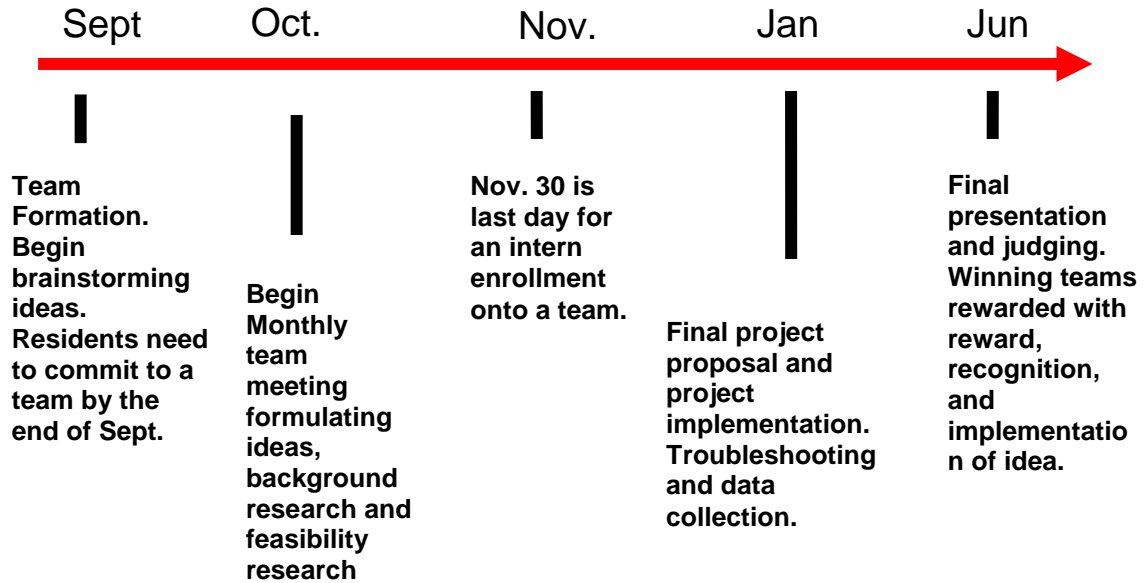 Sept Oct. Nov. Jan Jun
Team
Formation.
Begin
brainstorming
ideas.
Residents need
to commit to a
team by the
end of Sept.
Begin
Monthly
team
meeting
formulating
ideas,
background
research and
feasibility
research
Nov. 30 is
last day for
an intern
enrollment
onto a team.
Final project
proposal and
project
implementation.
Troubleshooting
and data
collection.
Final
presentation
and judging.
Winning teams
rewarded with
reward,
recognition,
and
implementatio
n of idea.